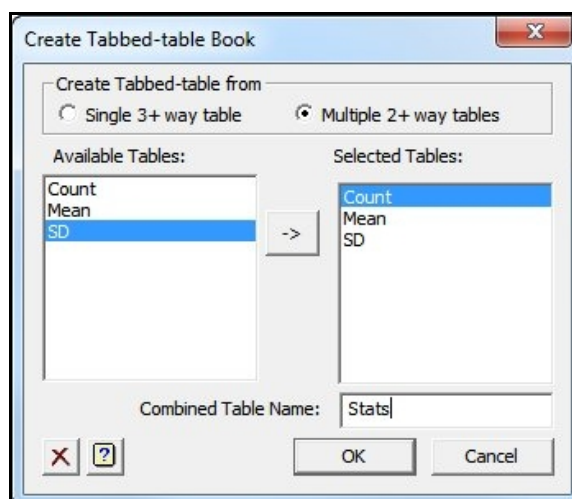 Create Tabbed-table Book
X
Create Tabbed-table from
Single 3+ way table Multiple 2+ way tables
Available Tables: Selected Tables:
Count
Mean
SD
->
Count
Mean
SD
Combined Table Name: Stats
? OK Cancel